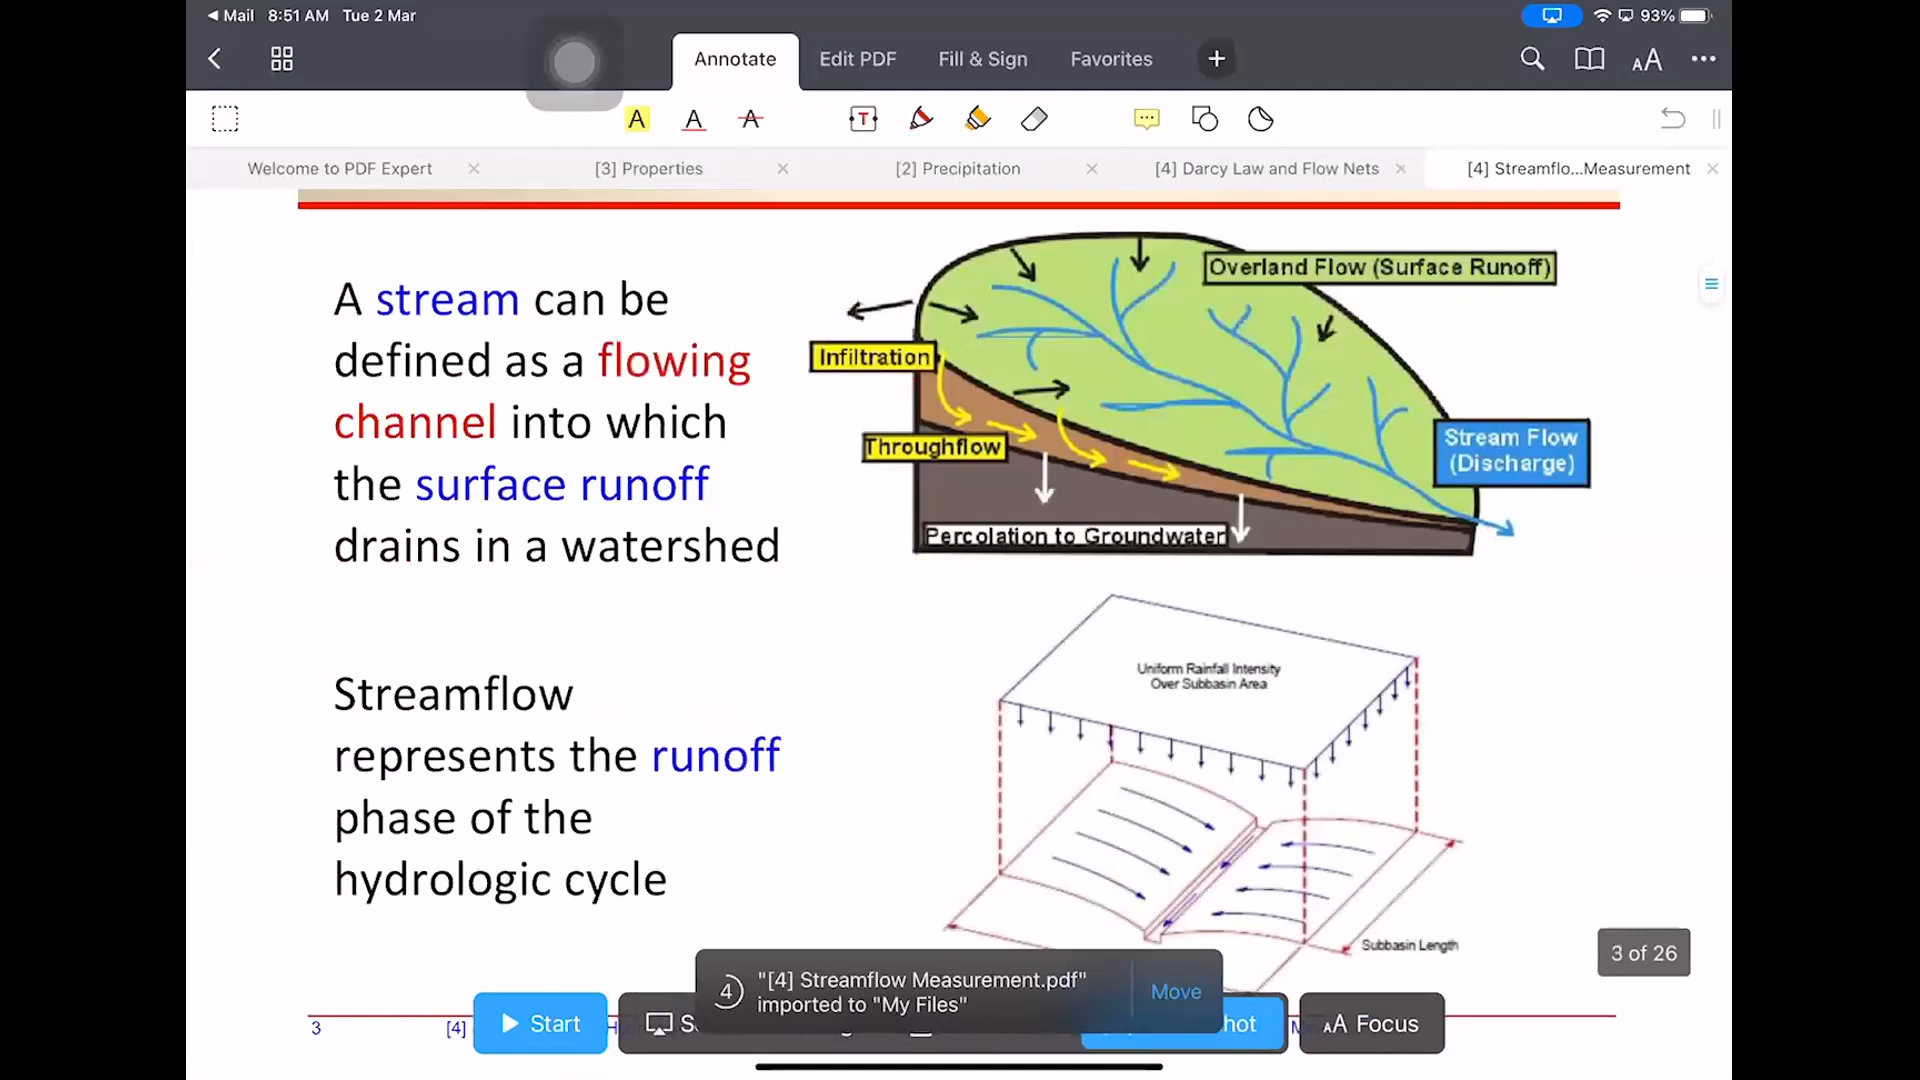 Mail 8:51 AM Tue 2 Mar
93%
Annotate Edit PDF Fill & Sign Favorites
AA
A A A T
Welcome to PDF Expert [3] Properties [2] Precipitation [4] Darcy Law and Flow Nets [4] Streamflo...Measurement
A stream can be
defined as a flowing
channel into which
the surface runoff
drains in a watershed
Overland Flow (Surface Runoff)
Infiltration
Throughflow
Stream Flow
(Discharge)
Percolation to Groundwater
Streamflow
represents the runoff
phase of the
hydrologic cycle
Uniform Rainfall Intensity
Over Subbasin Area
Subbasin Length
3 of 26
4
"[4] Streamflow Measurement.pdf"
imported to "My Files"
Move
3 [4]
Start
hot
AA Focus